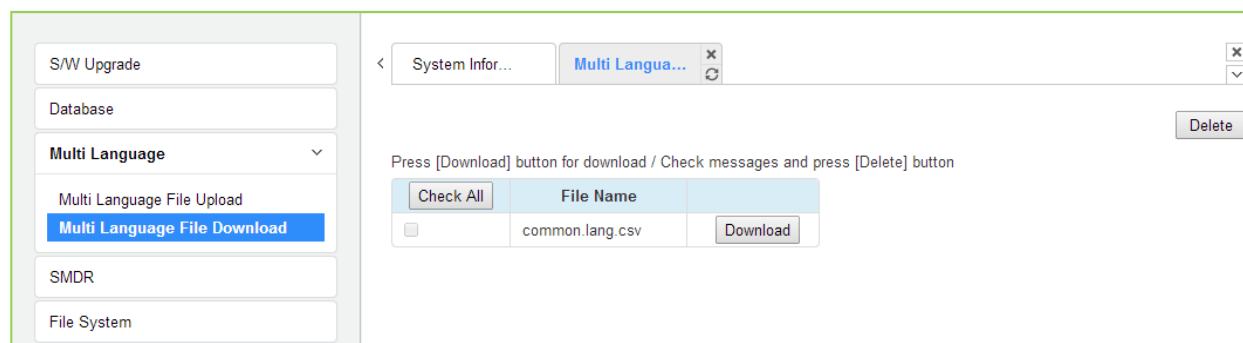 S/W Upgrade
Database
Multi Language
Multi Language File Upload
Multi Language File Download
SMDR
File System
System Infor...
Multi Langua...
Delete
Press [Download] button for download / Check messages and press [Delete] button
Check All File Name
common.lang.csv Download